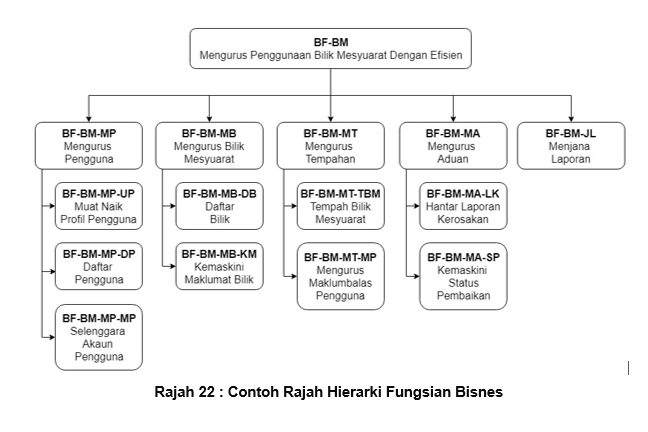 BF-BM
Mengurus Penggunaan Bilik Mesyuarat Dengan Efisien
BF-BM-MP
Mengurus
Pengguna
BF-BM-MB
Mengurus Bilik
Mesyuarat
BF-BM-MT
Mengurus
Tempahan
BF-BM-MA
Mengurus
Aduan
BF-BM-JL
Menjana
Laporan
BF-BM-MP-UP
Muat Naik
Profil Pengguna
BF-BM-MP-DP
Daftar
Pengguna
BF-BM-MP-MP
Selenggara
Akaun
Pengguna
BF-BM-MB-DB
Daftar
Bilik
BF-BM-MB-KM
Kemaskini
Maklumat Bilik
BF-BM-MT-TBM
Tempah Bilik
Mesyuarat
BF-BM-MT-MP
Mengurus
Maklumbalas
Pengguna
BF-BM-MA-LK
Hantar Laporan
Kerosakan
BF-BM-MA-SP
Kemaskini
Status
Pembaikan
Rajah 22 : Contoh Rajah Hierarki Fungsian Bisnes